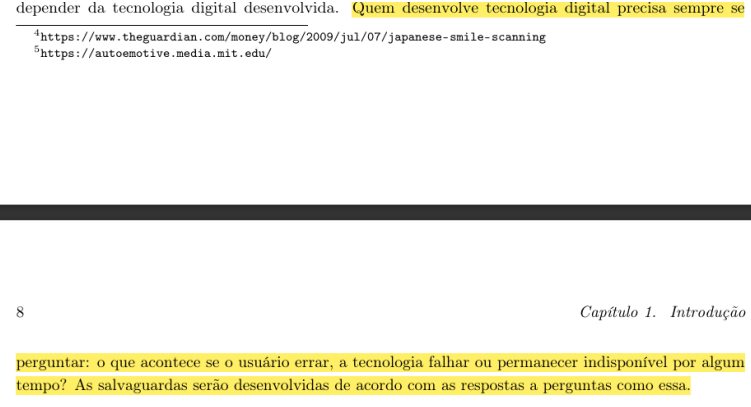 depender da tecnologia digital desenvolvida. Quem desenvolve tecnologia digital precisa sempre se
4https://www.theguardian.com/money/blog/2009/jul/07/japanese-smile-scanning
5https://autoemotive.media.mit.edu/
8 Capítulo 1. Introdução
perguntar: o que acontece se o usuário errar, a tecnologia falhar ou permanecer indisponível por algum
tempo? As salvaguardas serão desenvolvidas de acordo com as respostas a perguntas como essa.